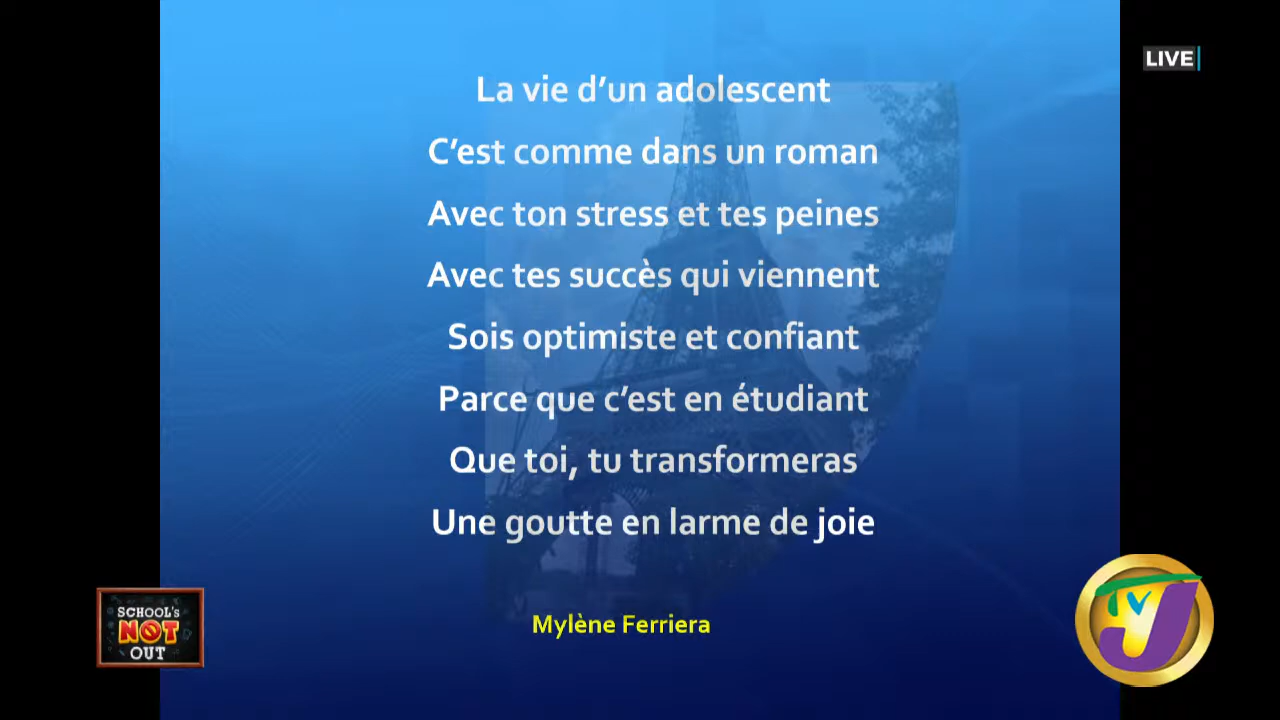 LIVE
La vie d’un adolescent
C’est comme dans un roman
Avec ton stress et tes peines
Avec tes succès qui viennent
Sois optimiste et confiant
Parce que c’est en étudiant
Que toi, tu transformeras
Une goutte en larme de joie
Mylène Ferriera
SCHOOL's
NOT
OUT
TVJ